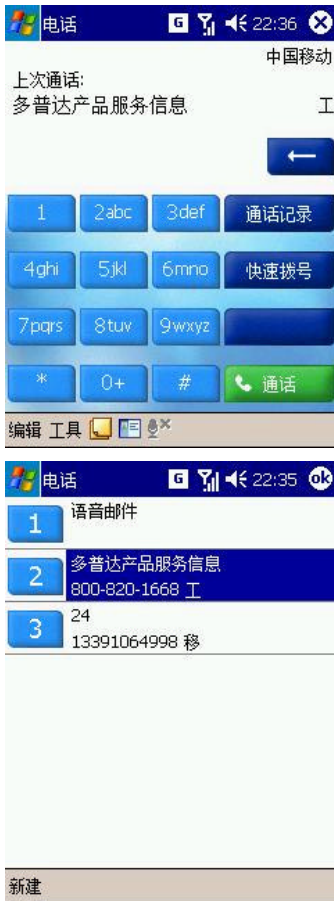 电话 G 22:36
中国移动
上次通话:
多普达产品服务信息 工
1 2abc 3def 通话记录
4ghi 5jkl 6mno 快速拨号
7pqrs 8tuv 9wxyz
* 0+ # 通话
编辑 工具
电话 G 22:35 ok
1 语音邮件
2 多普达产品服务信息
800-820-1668 工
3 24
13391064998 移
新建